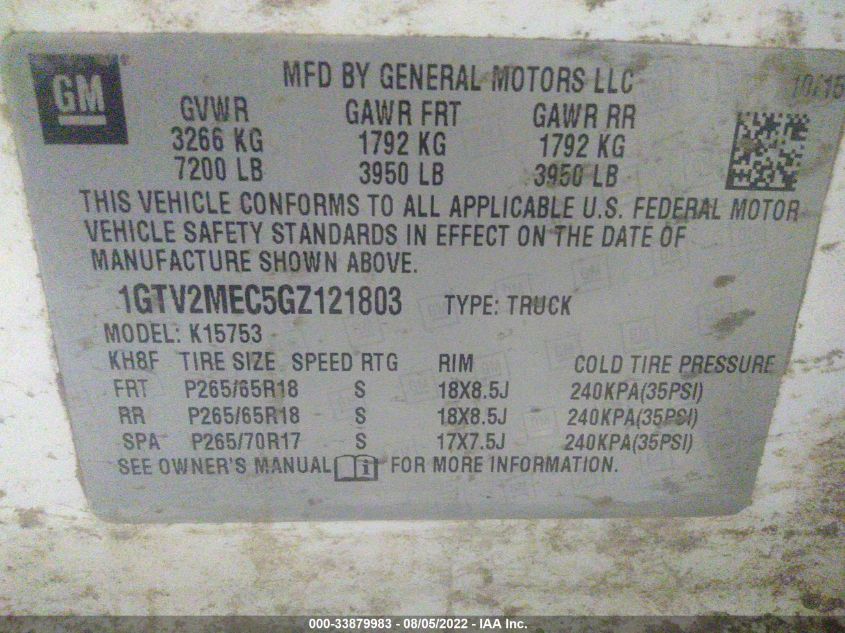 GM
MFD BY GENERAL MOTORS LLC 10/15
GVWR GAWR FRT GAWR RR
3266 KG 1792 KG 1792 KG
7200 LB 3950 LB 3950 LB
THIS VEHICLE CONFORMS TO ALL APPLICABLE U.S. FEDERAL MOTOR
VEHICLE SAFETY STANDARDS IN EFFECT ON THE DATE OF
MANUFACTURE SHOWN ABOVE.
1GTV2MEC5GZ121803 TYPE: TRUCK
MODEL: K15753
KH8F TIRE SIZE SPEED RTG RIM COLD TIRE PRESSURE
FRT P265/65R18 S 18X8.5J 240KPA(35PSI)
RR P265/65R18 S 18X8.5J 240KPA(35PSI)
SPA P265/70R17 S 17X7.5J 240KPA(35PSI)
SEE OWNER'S MANUAL i FOR MORE INFORMATION.
000-33879983 - 08/05/2022 - IAA Inc.